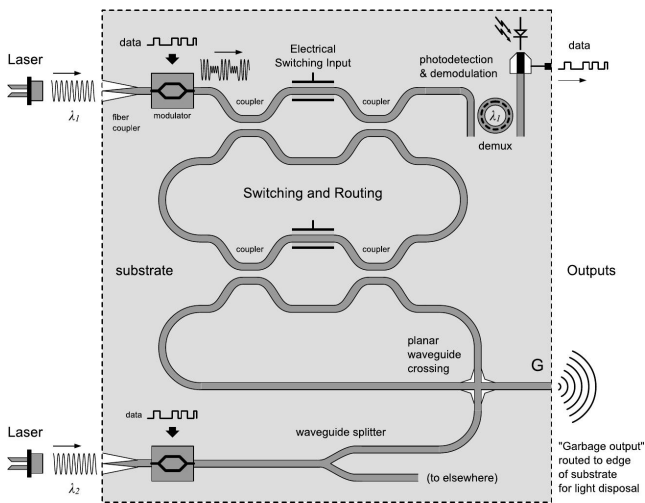 Laser
λ1
fiber
coupler
data
modulator
Electrical
Switching Input
coupler
coupler
photodetection
& demodulation
data
λ1
demux
Switching and Routing
coupler
coupler
substrate
Outputs
planar
waveguide
crossing
G
data
Laser
λ2
waveguide splitter
(to elsewhere)
"Garbage output"
routed to edge
of substrate
for light disposal